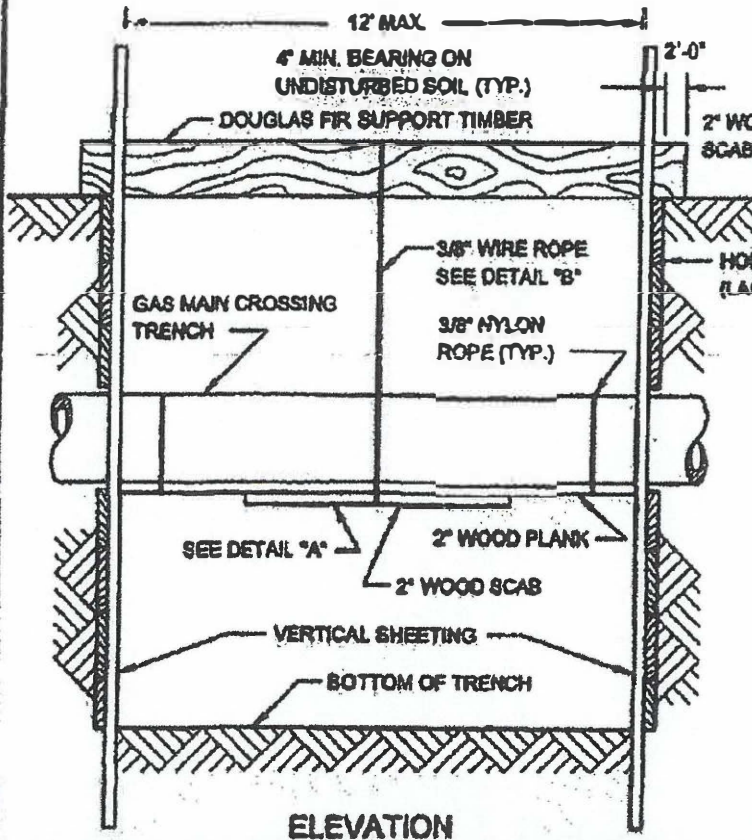 12' MAX.
4" MIN. BEARING ON
UNDISTURBED SOIL (TYP.)
2'-0"
DOUGLAS FIR SUPPORT TIMBER
2"
3/8" WIRE ROPE
SEE DETAIL "B"
GAS MAIN CROSSING
TRENCH
3/8" NYLON
ROPE (TYP.)
SEE DETAIL "A"
2" WOOD PLANK
2" WOOD SCAB
VERTICAL SHEETING
BOTTOM OF TRENCH
ELEVATION